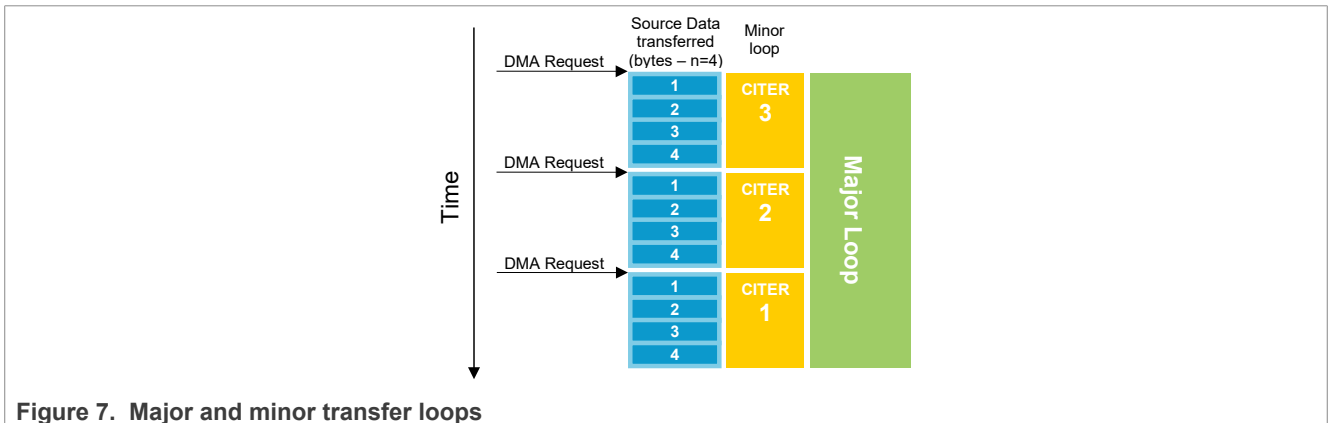 Source Data
transferred
(bytes – n=4)
Minor
loop
DMA Request
1
2
3
4
CITER
3
DMA Request
1
2
3
4
CITER
2
DMA Request
1
2
3
4
CITER
1
Major Loop
Time
Figure 7. Major and minor transfer loops